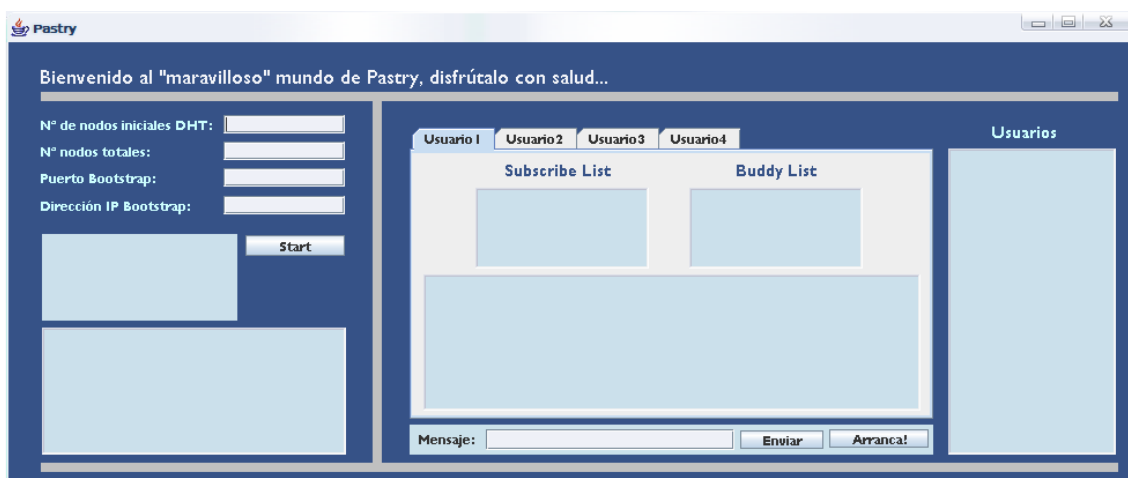 Pastry
Bienvenido al "maravilloso" mundo de Pastry, disfrútalo con salud...
Nº de nodos iniciales DHT:
Nº nodos totales:
Puerto Bootstrap:
Dirección IP Bootstrap:
Start
Usuario1 Usuario2 Usuario3 Usuario4
Subscribe List Buddy List
Mensaje: Enviar Arranca!
Usuarios